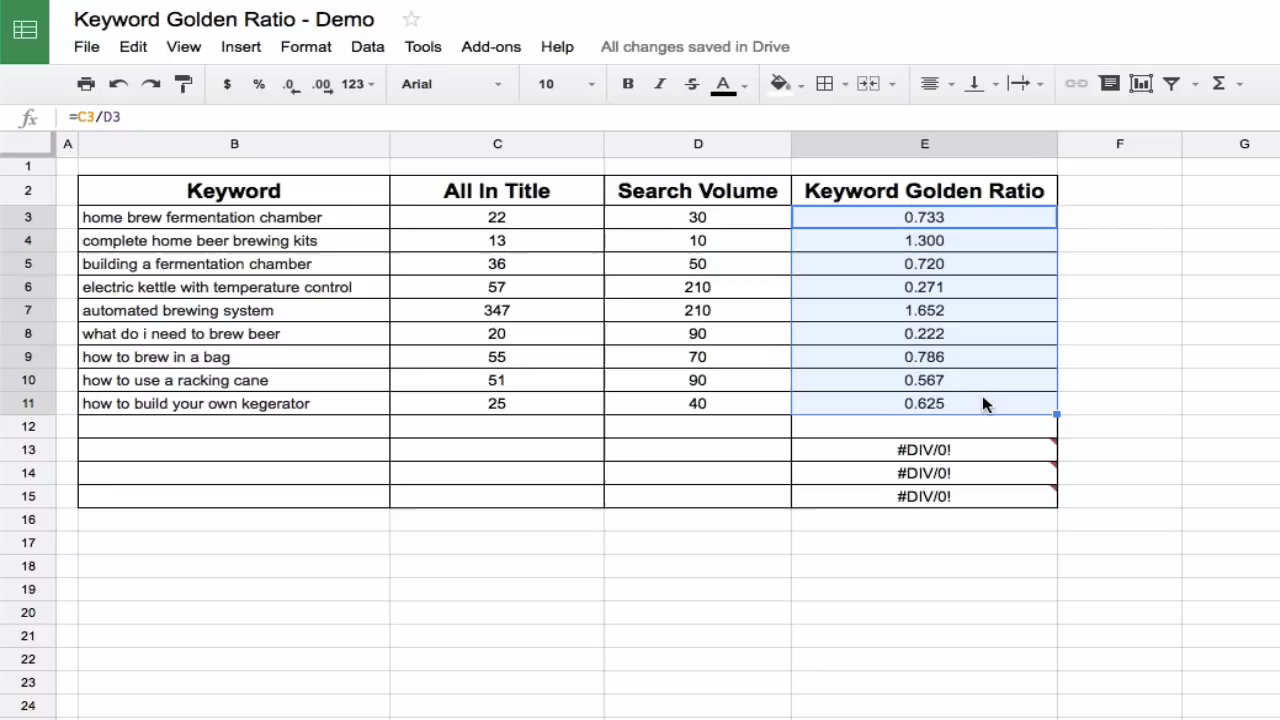 Keyword Golden Ratio - Demo
File Edit View Insert Format Data Tools Add-ons Help All changes saved in Drive
$ % .0 .00 123 Arial 10 B I S A Σ
fx =C3/D3
A B C D E F G
1
2 Keyword All In Title Search Volume Keyword Golden Ratio
3 home brew fermentation chamber 22 30 0.733
4 complete home beer brewing kits 13 10 1.300
5 building a fermentation chamber 36 50 0.720
6 electric kettle with temperature control 57 210 0.271
7 automated brewing system 347 210 1.652
8 what do i need to brew beer 20 90 0.222
9 how to brew in a bag 55 70 0.786
10 how to use a racking cane 51 90 0.567
11 how to build your own kegerator 25 40 0.625
12
13 #DIV/0!
14 #DIV/0!
15 #DIV/0!
16
17
18
19
20
21
22
23
24